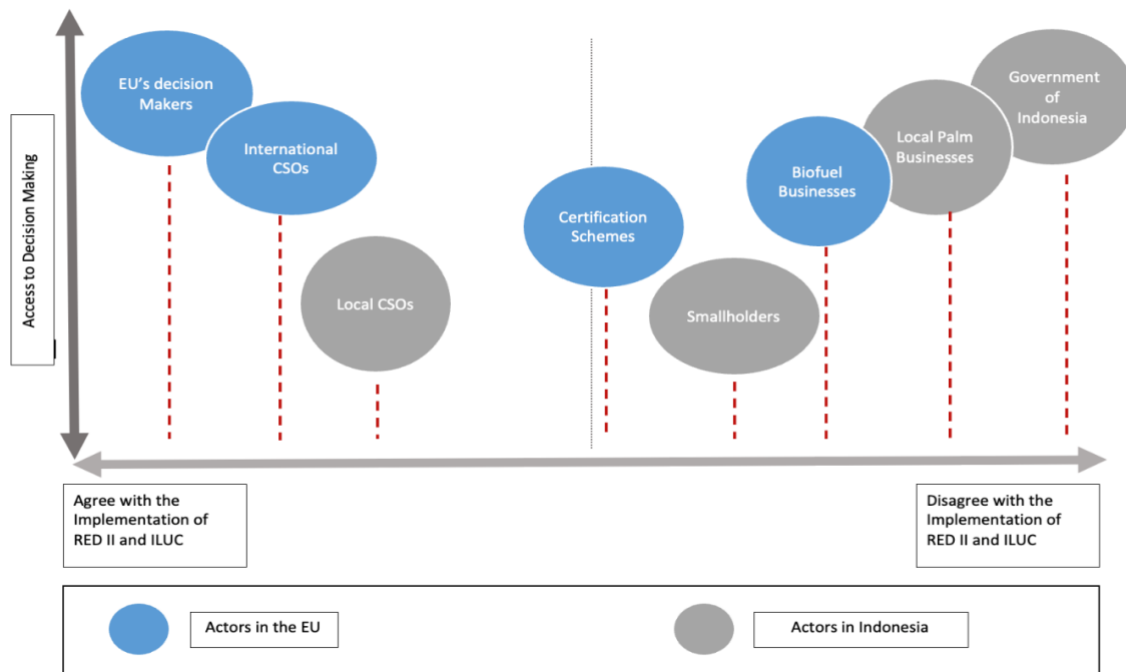 EU's decision
Makers
International
CSOs
Local CSOs
Certification
Schemes
Smallholders
Biofuel
Businesses
Local Palm
Businesses
Government
of
Indonesia
Access to Decision Making
Agree with the
Implementation of
RED II and ILUC
Disagree with the
Implementation of
RED II and ILUC
Actors in the EU
Actors in Indonesia